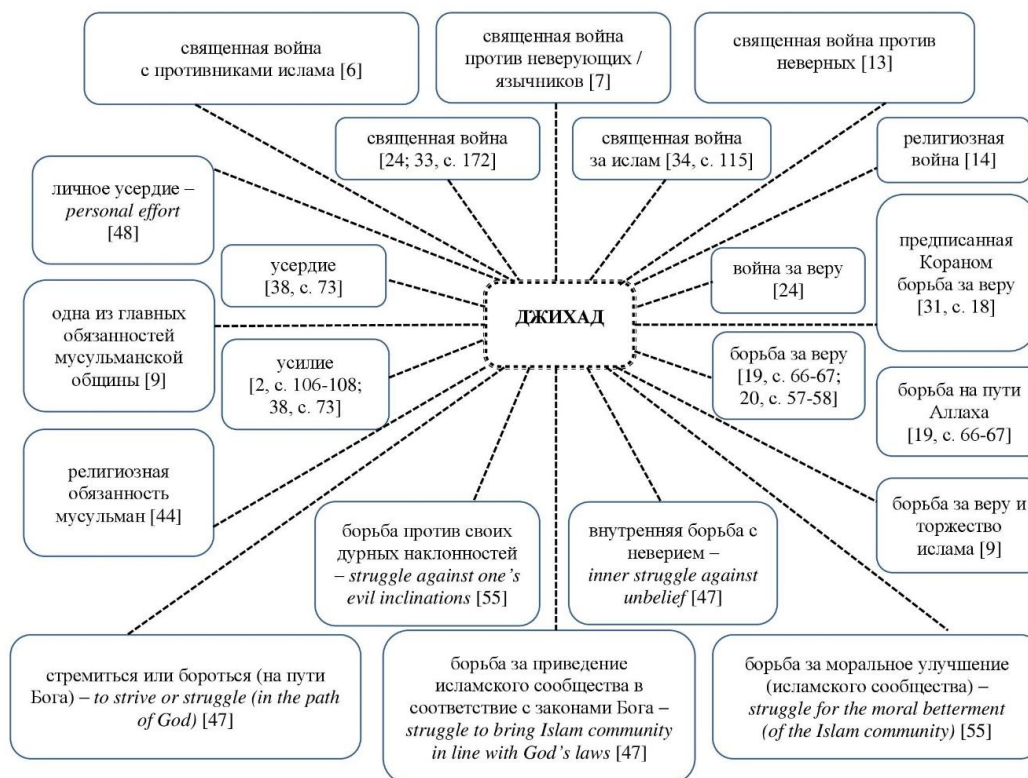 священная война
с противниками ислама [6]
священная война
против неверующих /
язычников [7]
священная война против
неверных [13]
священная война
[24; 33, с. 172]
священная война
за ислам [34, с. 115]
религиозная
война [14]
личное усердие –
personal effort
[48]
усердие
[38, с. 73]
ДЖИХАД
война за веру
[24]
предписанная
Кораном
борьба за веру
[31, с. 18]
одна из главных
обязанностей
мусульманской
общины [9]
усилие
[2, с. 106-108;
38, с. 73]
борьба за веру
[19, с. 66-67;
20, с. 57-58]
борьба на пути
Аллаха
[19, с. 66-67]
религиозная
обязанность
мусульман [44]
борьба против своих
дурных наклонностей
– struggle against one’s
evil inclinations [55]
внутренняя борьба с
неверием –
inner struggle against
unbelief [47]
борьба за веру и
торжество
ислама [9]
стремиться или бороться (на пути
Бога) – to strive or struggle (in the path
of God) [47]
борьба за приведение
исламского сообщества в
соответствие с законами Бога –
struggle to bring Islam community
in line with God’s laws [47]
борьба за моральное улучшение
(исламского сообщества) –
struggle for the moral betterment
(of the Islam community) [55]